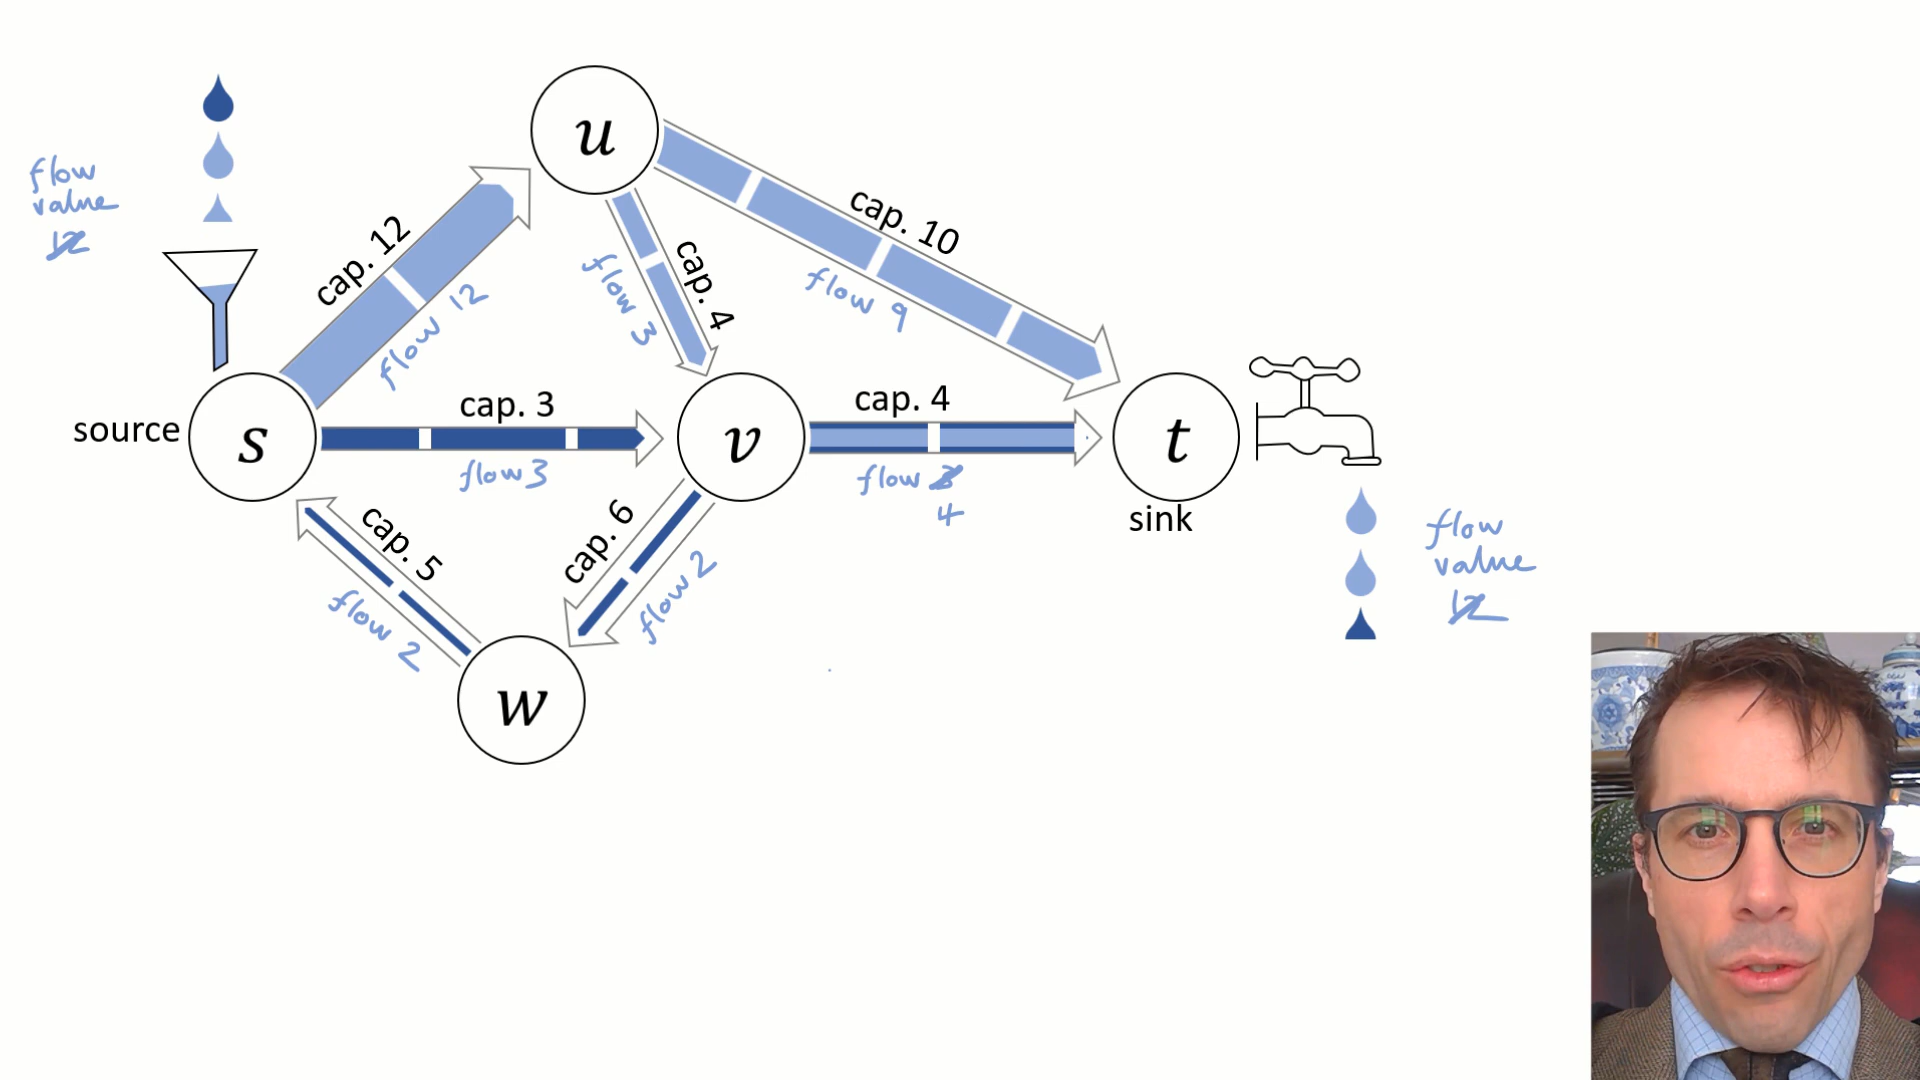 u
flow
value
12
cap. 12
flow 12
cap. 4
flow 3
cap. 10
flow 9
source
s
cap. 3
flow 3
v
cap. 4
flow 3
4
t
sink
cap. 5
flow 2
cap. 6
flow 2
w
flow
value
12